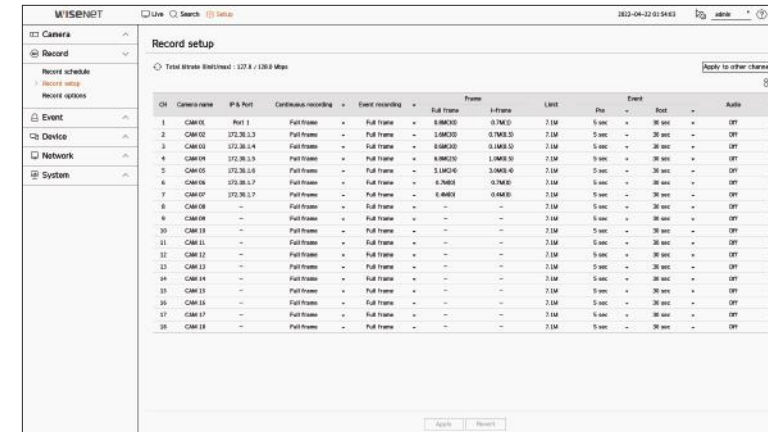 WISENET Live Search Setup 2022-04-22 01:54:03 admin
Camera
Record
Record schedule
Record setup
Record options
Event
Device
Network
System
Record setup
Total Bitrate limit/max : 127.8 / 128.0 Mbps
Apply to other channels
CH Camera name IP & Port Continuous recording Event recording Frame Limit Event Audio
Full frame I-frame Pre Post
1 CAM 01 Port 1 Full frame Full frame 7.1M 5 sec 30 sec Off
2 CAM 02 172.30.1.3 Full frame Full frame 7.1M 5 sec 30 sec Off
3 CAM 03 172.30.1.4 Full frame Full frame 7.1M 5 sec 30 sec Off
4 CAM 04 172.30.1.5 Full frame Full frame 7.1M 5 sec 30 sec Off
5 CAM 05 172.30.1.6 Full frame Full frame 7.1M 5 sec 30 sec Off
6 CAM 06 172.30.1.7 Full frame Full frame 7.1M 5 sec 30 sec Off
7 CAM 07 172.30.1.7 Full frame Full frame 7.1M 5 sec 30 sec Off
8 CAM 08 – Full frame Full frame – – 7.1M 5 sec 30 sec Off
9 CAM 09 – Full frame Full frame – – 7.1M 5 sec 30 sec Off
10 CAM 10 – Full frame Full frame – – 7.1M 5 sec 30 sec Off
11 CAM 11 – Full frame Full frame – – 7.1M 5 sec 30 sec Off
12 CAM 12 – Full frame Full frame – – 7.1M 5 sec 30 sec Off
13 CAM 13 – Full frame Full frame – – 7.1M 5 sec 30 sec Off
14 CAM 14 – Full frame Full frame – – 7.1M 5 sec 30 sec Off
15 CAM 15 – Full frame Full frame – – 7.1M 5 sec 30 sec Off
16 CAM 16 – Full frame Full frame – – 7.1M 5 sec 30 sec Off
17 CAM 17 – Full frame Full frame – – 7.1M 5 sec 30 sec Off
18 CAM 18 – Full frame Full frame – – 7.1M 5 sec 30 sec Off
Apply Revert